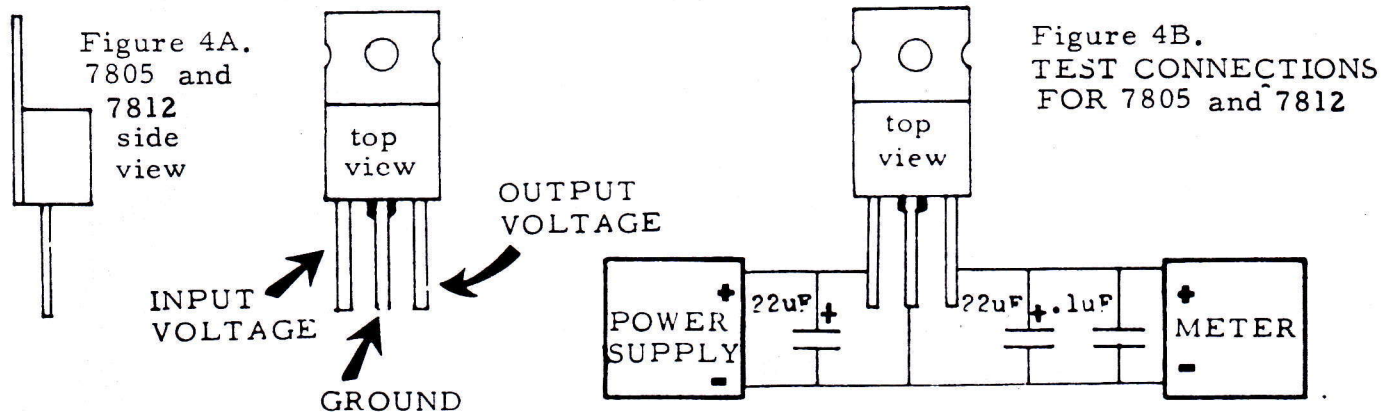 Figure 4A.
7805 and
7812
side
view
top
view
INPUT
VOLTAGE
GROUND
OUTPUT
VOLTAGE
Figure 4B.
TEST CONNECTIONS
FOR 7805 and 7812
top
view
POWER
SUPPLY
+
-
22uF +
22uF +
.1uF
+
METER
-